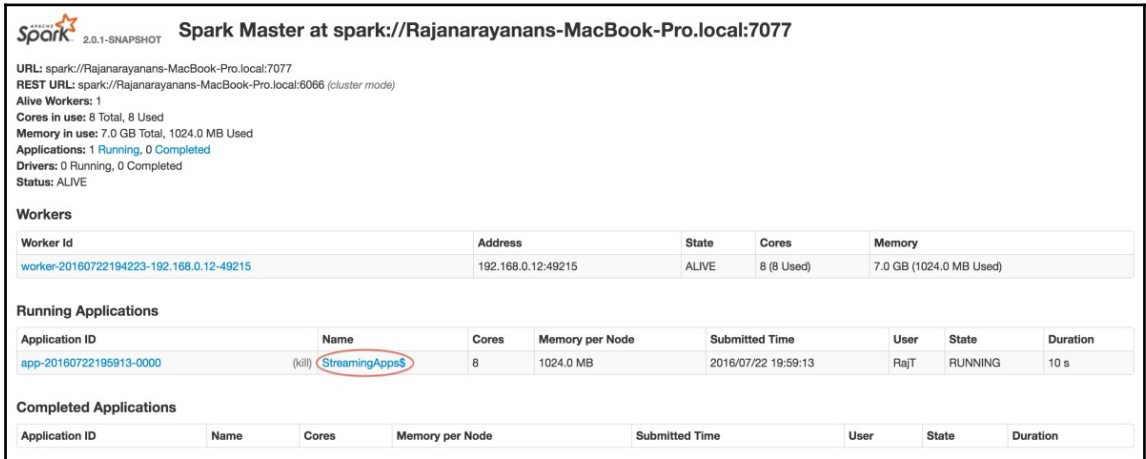 APACHE Spark 2.0.1-SNAPSHOT Spark Master at spark://Rajanarayanans-MacBook-Pro.local:7077
URL: spark://Rajanarayanans-MacBook-Pro.local:7077
REST URL: spark://Rajanarayanans-MacBook-Pro.local:6066 (cluster mode)
Alive Workers: 1
Cores in use: 8 Total, 8 Used
Memory in use: 7.0 GB Total, 1024.0 MB Used
Applications: 1 Running, 0 Completed
Drivers: 0 Running, 0 Completed
Status: ALIVE
Workers
Worker Id Address State Cores Memory
worker-20160722194223-192.168.0.12-49215 192.168.0.12:49215 ALIVE 8 (8 Used) 7.0 GB (1024.0 MB Used)
Running Applications
Application ID Name Cores Memory per Node Submitted Time User State Duration
app-20160722195913-0000 (kill) StreamingApps$ 8 1024.0 MB 2016/07/22 19:59:13 RajT RUNNING 10 s
Completed Applications
Application ID Name Cores Memory per Node Submitted Time User State Duration